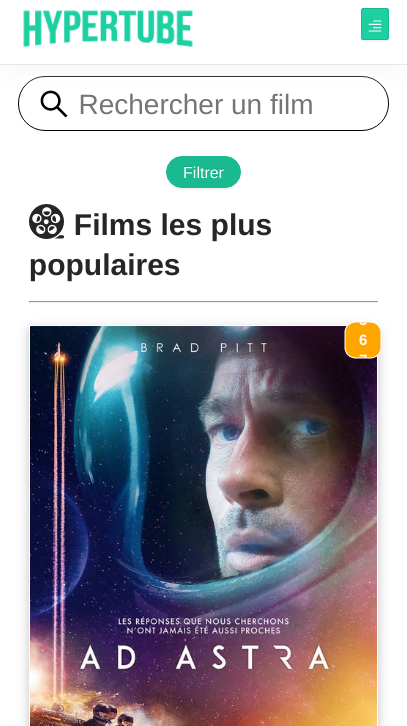 HYPERTUBE
Rechercher un film
Filtrer
Films les plus
populaires
6
BRAD PITT
LES RÉPONSES QUE NOUS CHERCHONS
N'ONT JAMAIS ÉTÉ AUSSI PROCHES
AD ASTRA